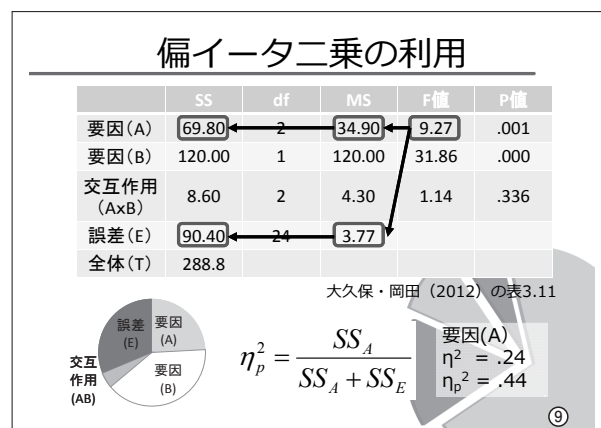 偏イータ二乗の利用
SS df MS F値 P値
要因(A) 69.80 2 34.90 9.27 .001
要因(B) 120.00 1 120.00 31.86 .000
交互作用
(AxB) 8.60 2 4.30 1.14 .336
誤差(E) 90.40 24 3.77
全体(T) 288.8
大久保・岡田（2012）の表3.11
誤差 要因
(E) (A)
交互
作用
(AB)
要因
(B)
η_p^2 = SS_A / (SS_A + SS_E)
要因(A)
η² = .24
η_p² = .44
⑨